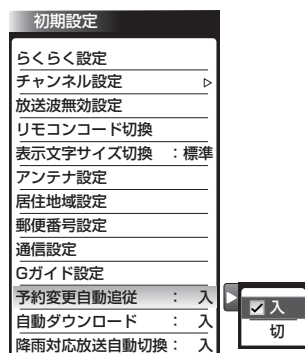 初期設定
らくらく設定
チャンネル設定
放送波無効設定
リモコンコード切換
表示文字サイズ切換 ：標準
アンテナ設定
居住地域設定
郵便番号設定
通信設定
Gガイド設定
予約変更自動追従 ： 入
自動ダウンロード ： 入
降雨対応放送自動切換： 入
入
切